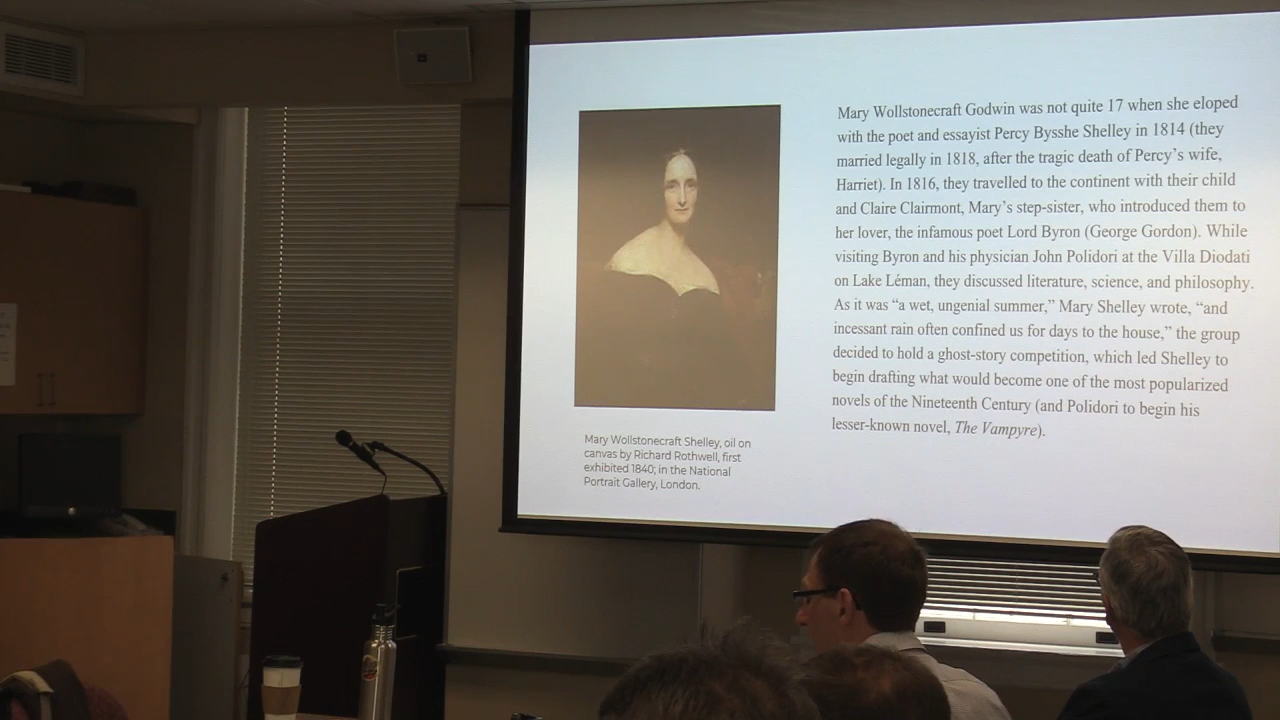 Mary Wollstonecraft Godwin was not quite 17 when she eloped
with the poet and essayist Percy Bysshe Shelley in 1814 (they
married legally in 1818, after the tragic death of Percy's wife,
Harriet). In 1816, they travelled to the continent with their child
and Claire Clairmont, Mary's step-sister, who introduced them to
her lover, the infamous poet Lord Byron (George Gordon). While
visiting Byron and his physician John Polidori at the Villa Diodati
on Lake Léman, they discussed literature, science, and philosophy.
As it was “a wet, ungenial summer,” Mary Shelley wrote, “and
incessant rain often confined us for days to the house,” the group
decided to hold a ghost-story competition, which led Shelley to
begin drafting what would become one of the most popularized
novels of the Nineteenth Century (and Polidori to begin his
lesser-known novel, The Vampyre).
Mary Wollstonecraft Shelley, oil on
canvas by Richard Rothwell, first
exhibited 1840; in the National
Portrait Gallery, London.